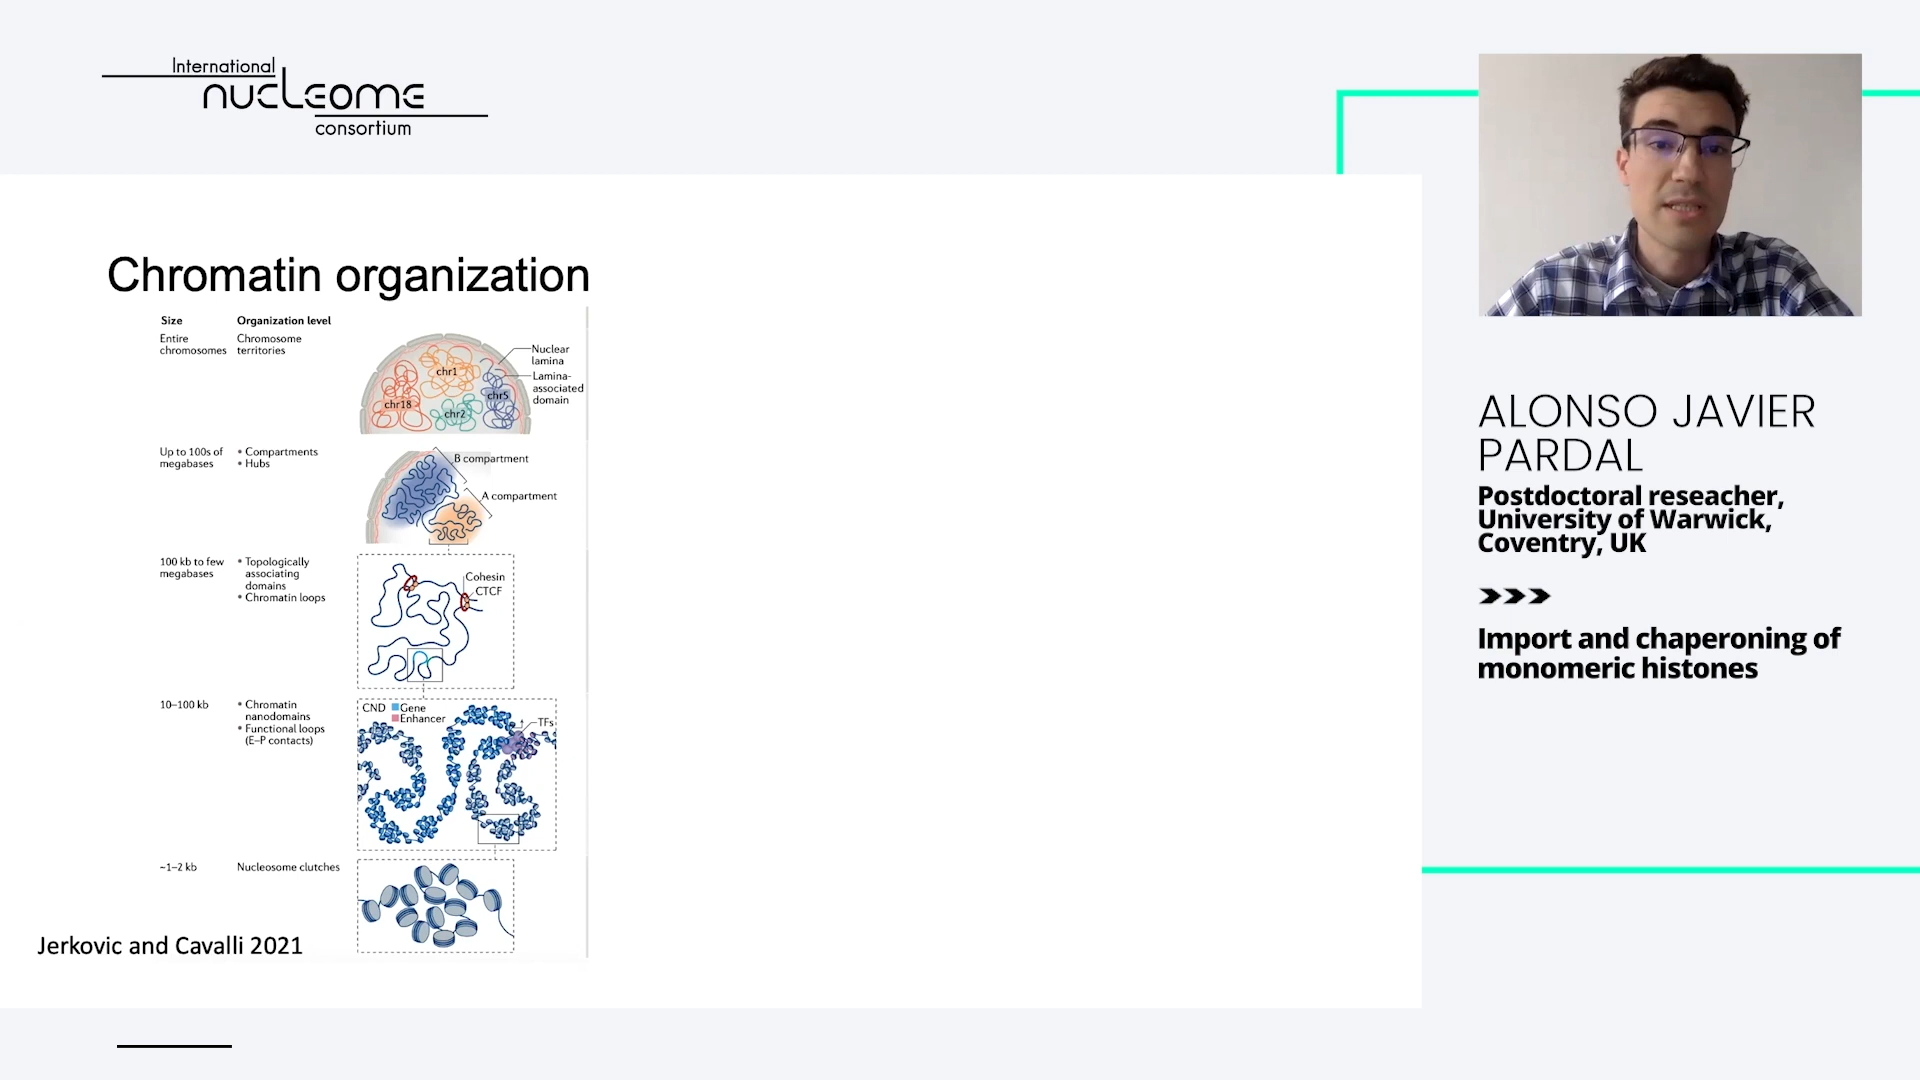 International
nucleome
consortium
Chromatin organization
Size
Organization level
Entire
chromosomes
Chromosome
territories
chr1
chr18
chr2
chr5
Nuclear
lamina
Lamina-
associated
domain
Up to 100s of
megabases
• Compartments
• Hubs
B compartment
A compartment
100 kb to few
megabases
• Topologically
associating
domains
• Chromatin loops
Cohesin
CTCF
10–100 kb
• Chromatin
nanodomains
• Functional loops
(E–P contacts)
CND
Gene
Enhancer
TFs
~1–2 kb
Nucleosome clutches
Jerkovic and Cavalli 2021
ALONSO JAVIER
PARDAL
Postdoctoral reseacher,
University of Warwick,
Coventry, UK
Import and chaperoning of
monomeric histones